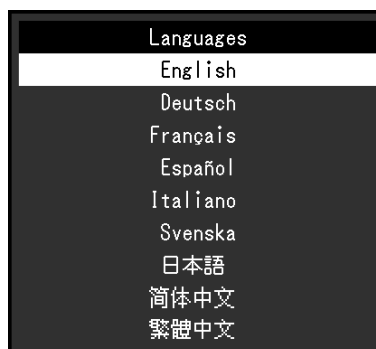 Languages
English
Deutsch
Français
Español
Italiano
Svenska
日本語
简体中文
繁體中文